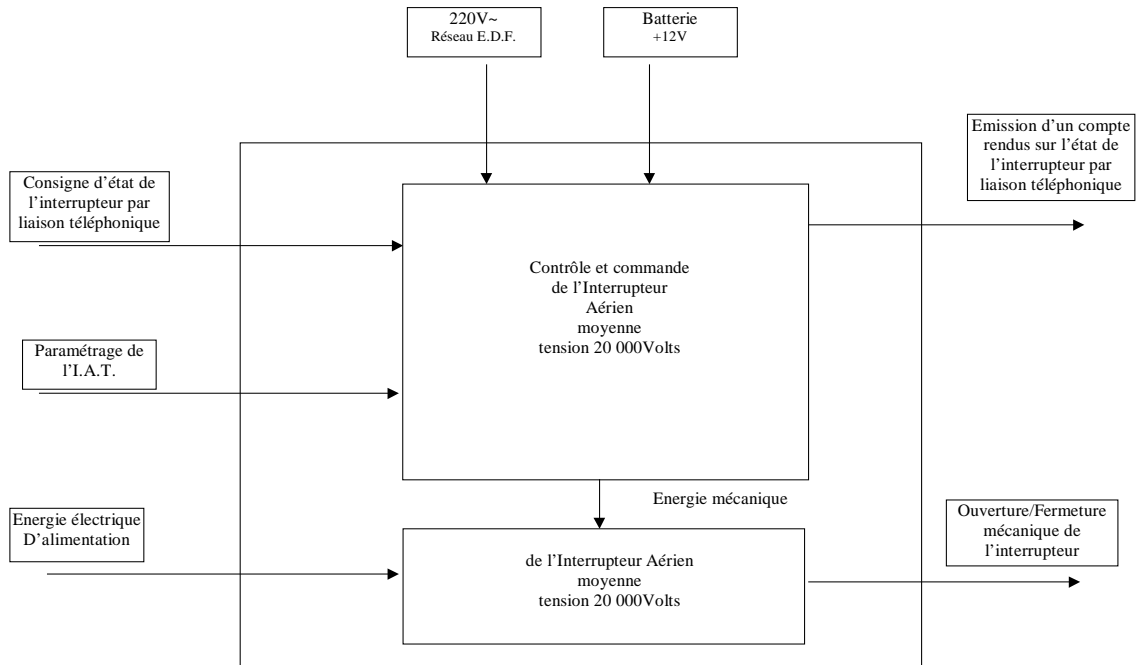 220V~
Réseau E.D.F.
Batterie
+12V
Emission d’un compte
rendus sur l’état de
l’interrupteur par
liaison téléphonique
Consigne d’état de
l’interrupteur par
liaison téléphonique
Contrôle et commande
de l’Interrupteur
Aérien
moyenne
tension 20 000Volts
Paramétrage de
l’I.A.T.
Energie mécanique
Energie électrique
D’alimentation
Ouverture/Fermeture
mécanique de
l’interrupteur
de l’Interrupteur Aérien
moyenne
tension 20 000Volts